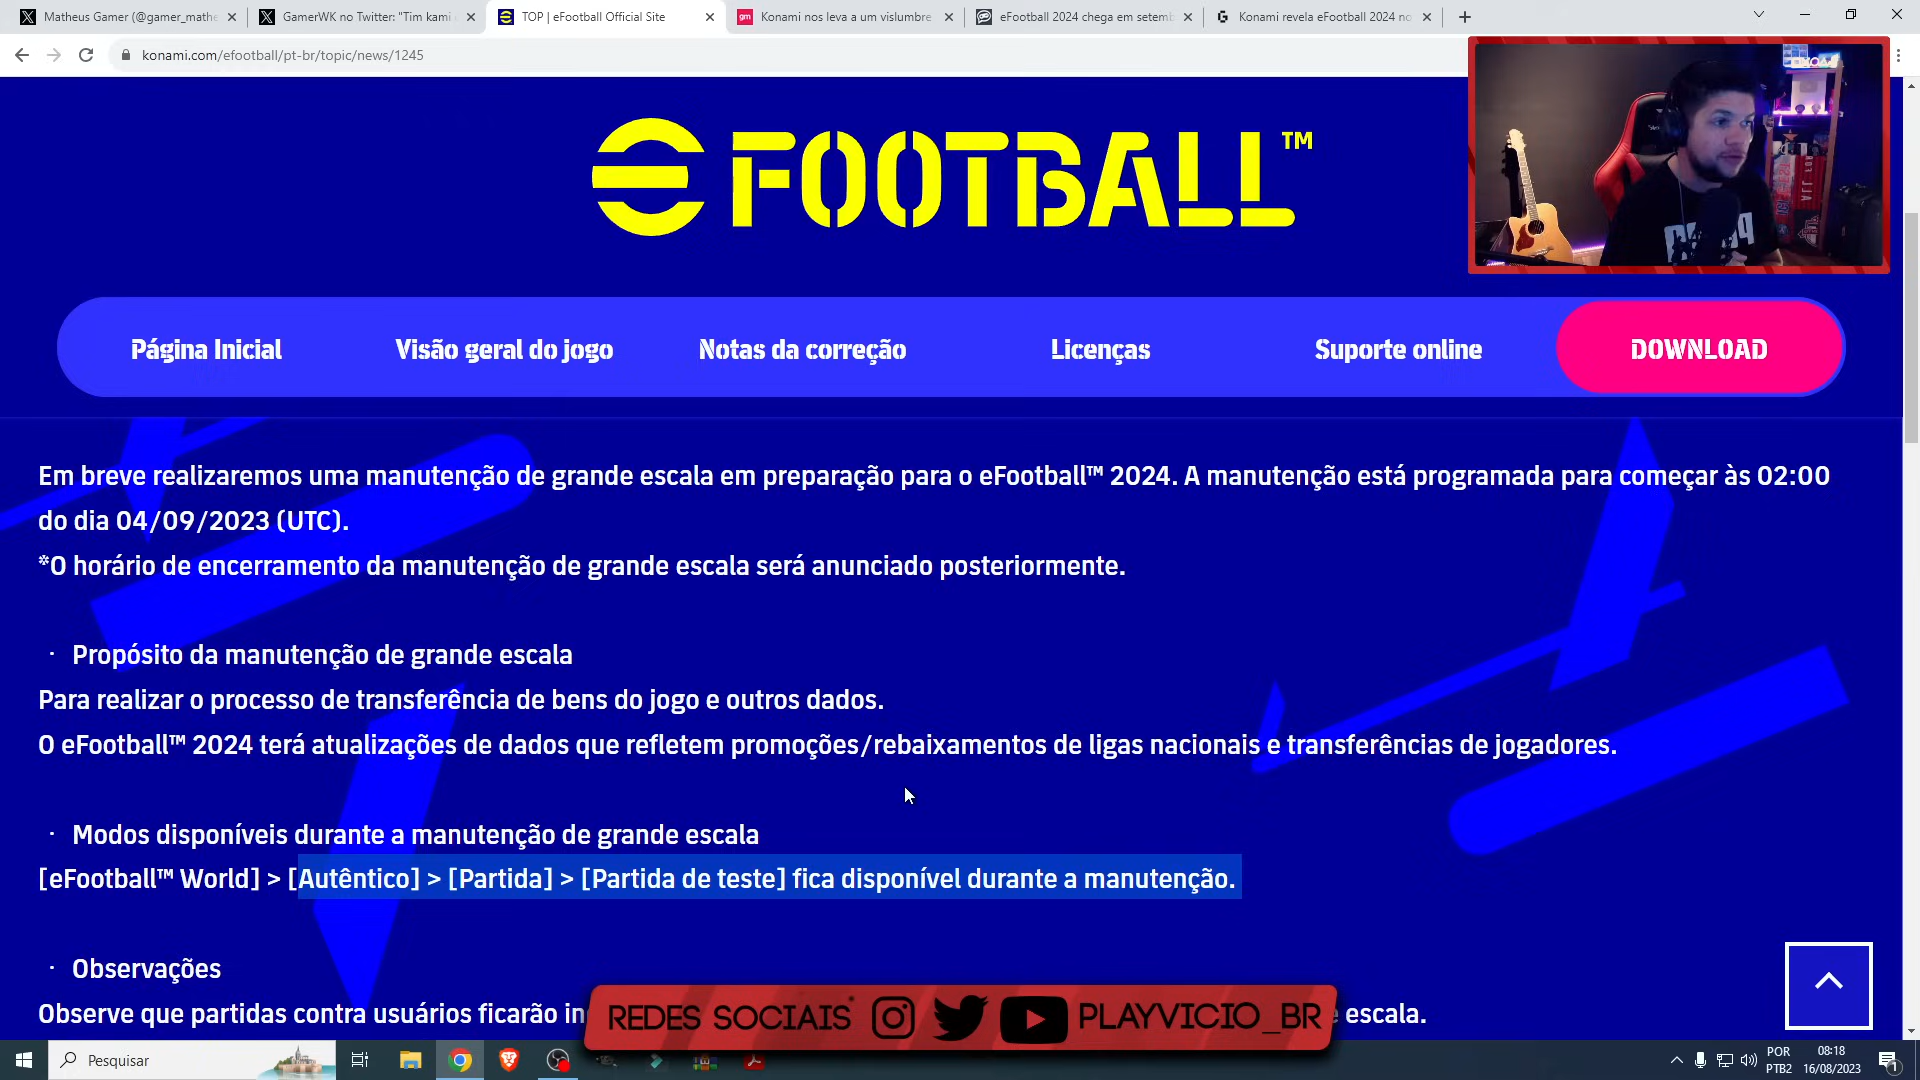 Matheus Gamer (@gamer_mathe
GamerWK no Twitter: "Tim kami
TOP | eFootball Official Site
Konami nos leva a um vislumbre
eFootball 2024 chega em setemb
Konami revela eFootball 2024 no
konami.com/efootball/pt-br/topic/news/1245
FOOTBALL™
Página Inicial
Visão geral do jogo
Notas da correção
Licenças
Suporte online
DOWNLOAD
Em breve realizaremos uma manutenção de grande escala em preparação para o eFootball™ 2024. A manutenção está programada para começar às 02:00
do dia 04/09/2023 (UTC).
*O horário de encerramento da manutenção de grande escala será anunciado posteriormente.
· Propósito da manutenção de grande escala
Para realizar o processo de transferência de bens do jogo e outros dados.
O eFootball™ 2024 terá atualizações de dados que refletem promoções/rebaixamentos de ligas nacionais e transferências de jogadores.
· Modos disponíveis durante a manutenção de grande escala
[eFootball™ World] > [Autêntico] > [Partida] > [Partida de teste] fica disponível durante a manutenção.
· Observações
Observe que partidas contra usuários ficarão in
escala.
REDES SOCIAIS PLAYVICIO_BR
Pesquisar
POR
PTB2
08:18
16/08/2023
1